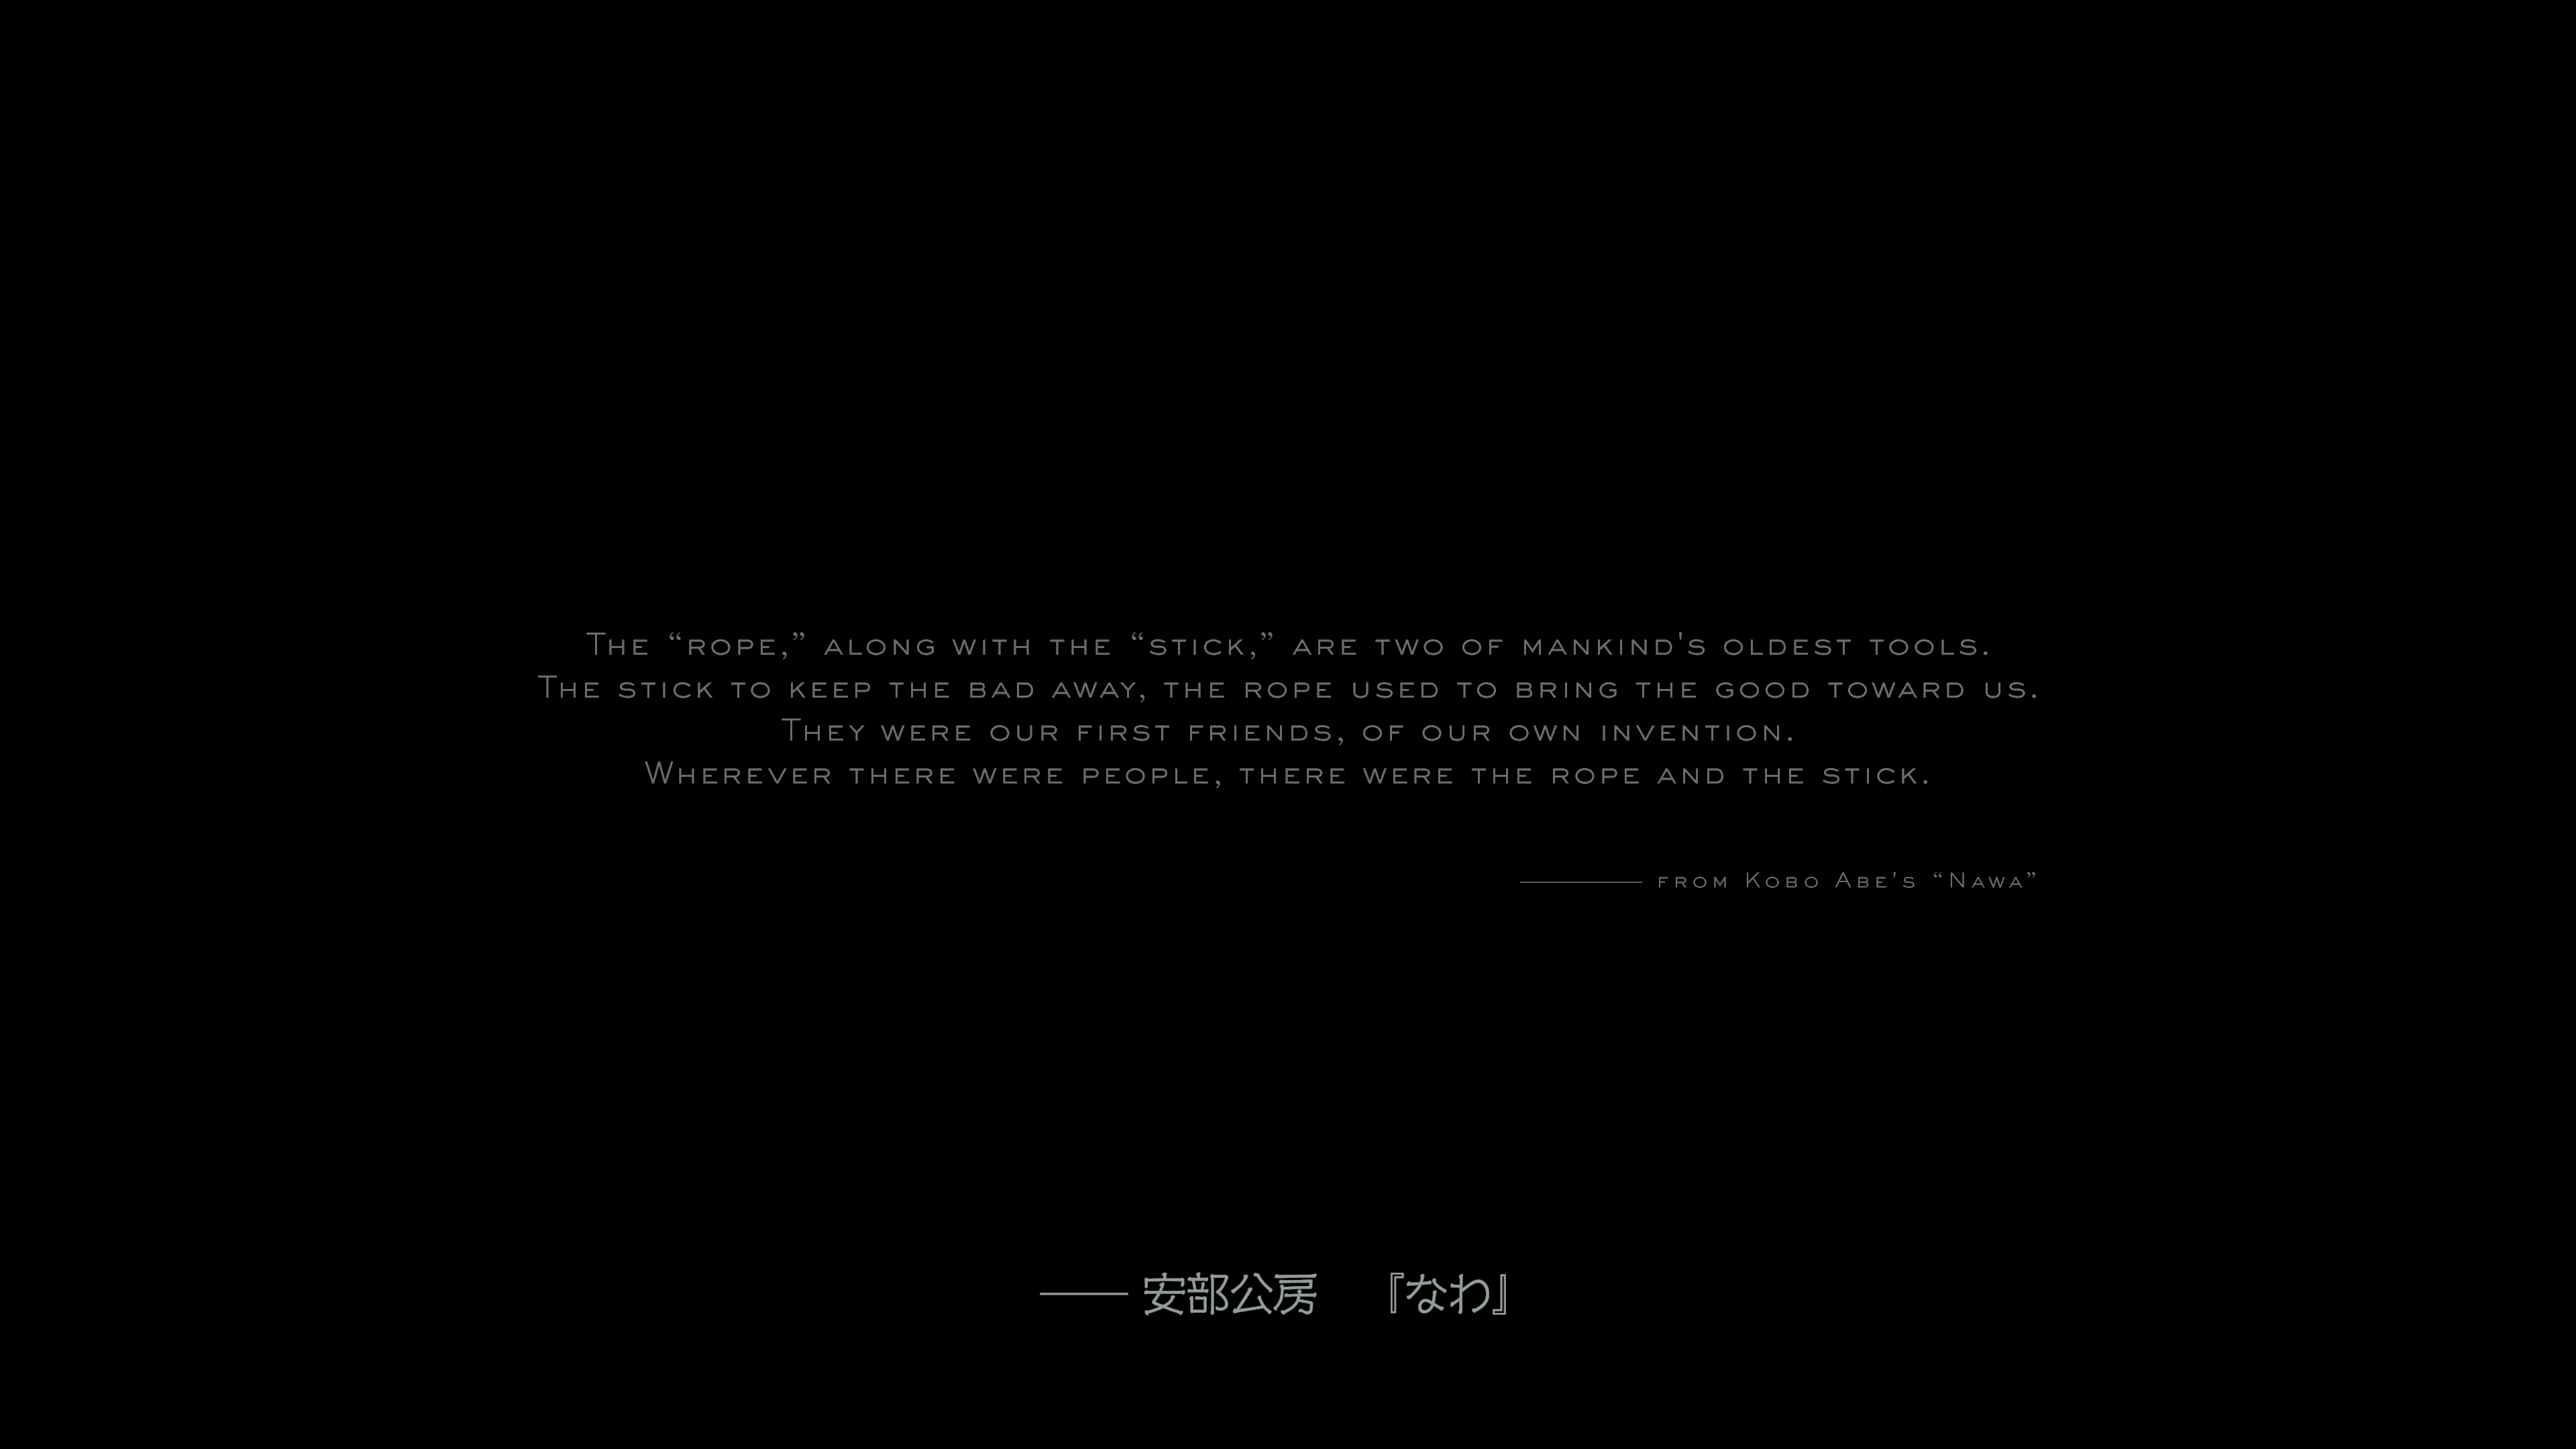 The “rope,” along with the “stick,” are two of mankind's oldest tools.
The stick to keep the bad away, the rope used to bring the good toward us.
They were our first friends, of our own invention.
Wherever there were people, there were the rope and the stick.
——— from Kobo Abe's “Nawa”
——安部公房　『なわ』